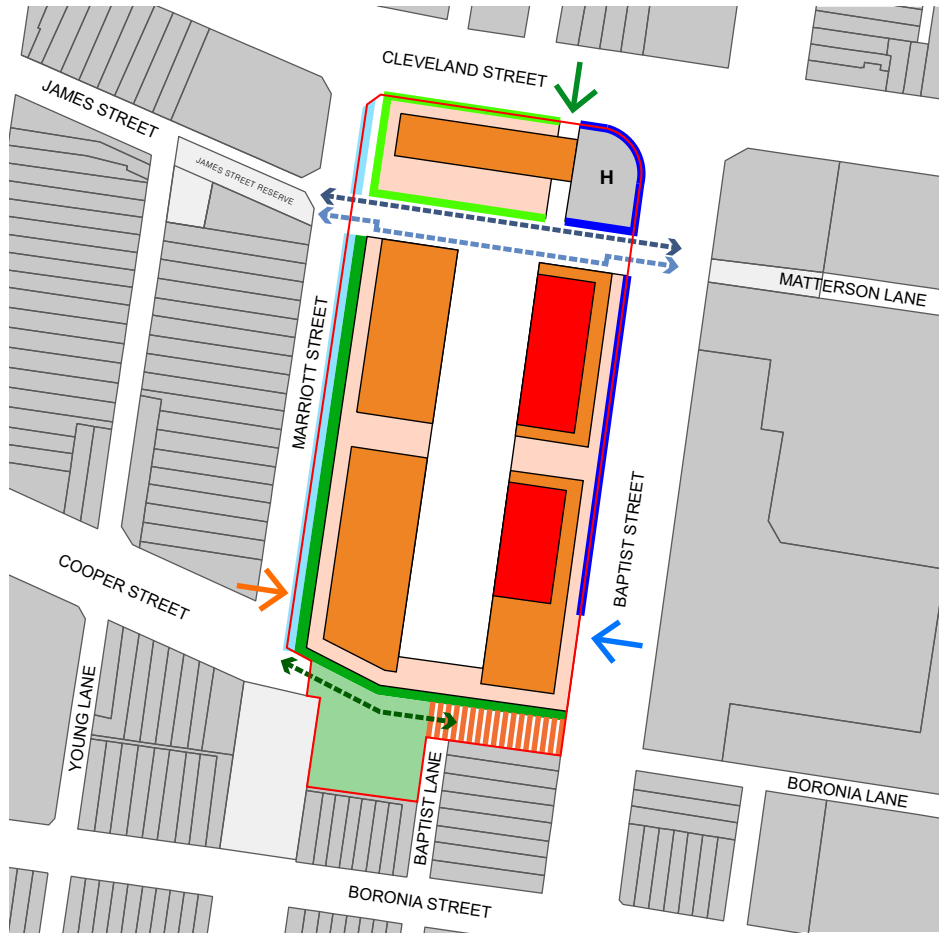 CLEVELAND STREET
JAMES STREET
JAMES STREET RESERVE
H
MATTERSON LANE
MARRIOTT STREET
BAPTIST STREET
COOPER STREET
YOUNG LANE
BAPTIST LANE
BORONIA LANE
BORONIA STREET